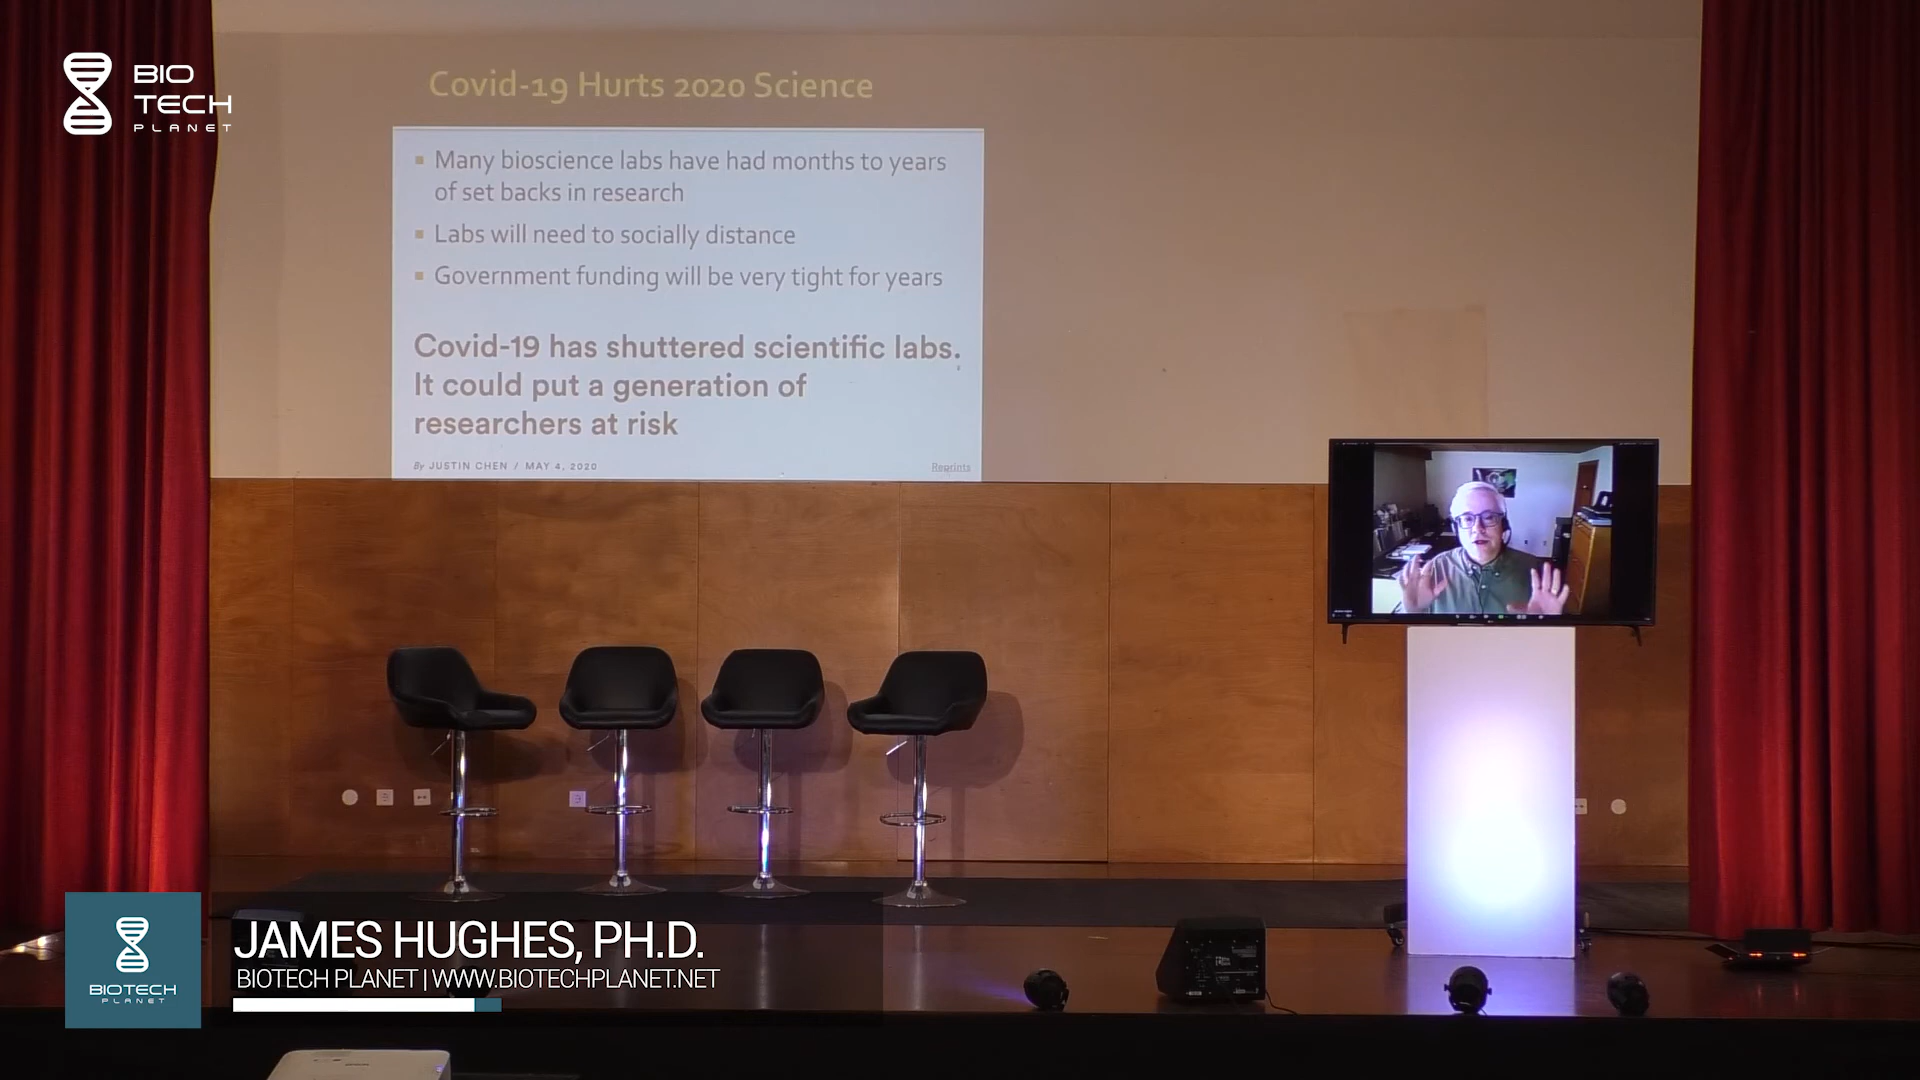 BIO
TECH
PLANET
Covid-19 Hurts 2020 Science
Many bioscience labs have had months to years
of set backs in research
Labs will need to socially distance
Government funding will be very tight for years
Covid-19 has shuttered scientific labs.
It could put a generation of
researchers at risk
By JUSTIN CHEN / MAY 4, 2020
Reprints
JAMES HUGHES, PH.D.
BIOTECH PLANET | WWW.BIOTECHPLANET.NET
BIOTECH
PLANET